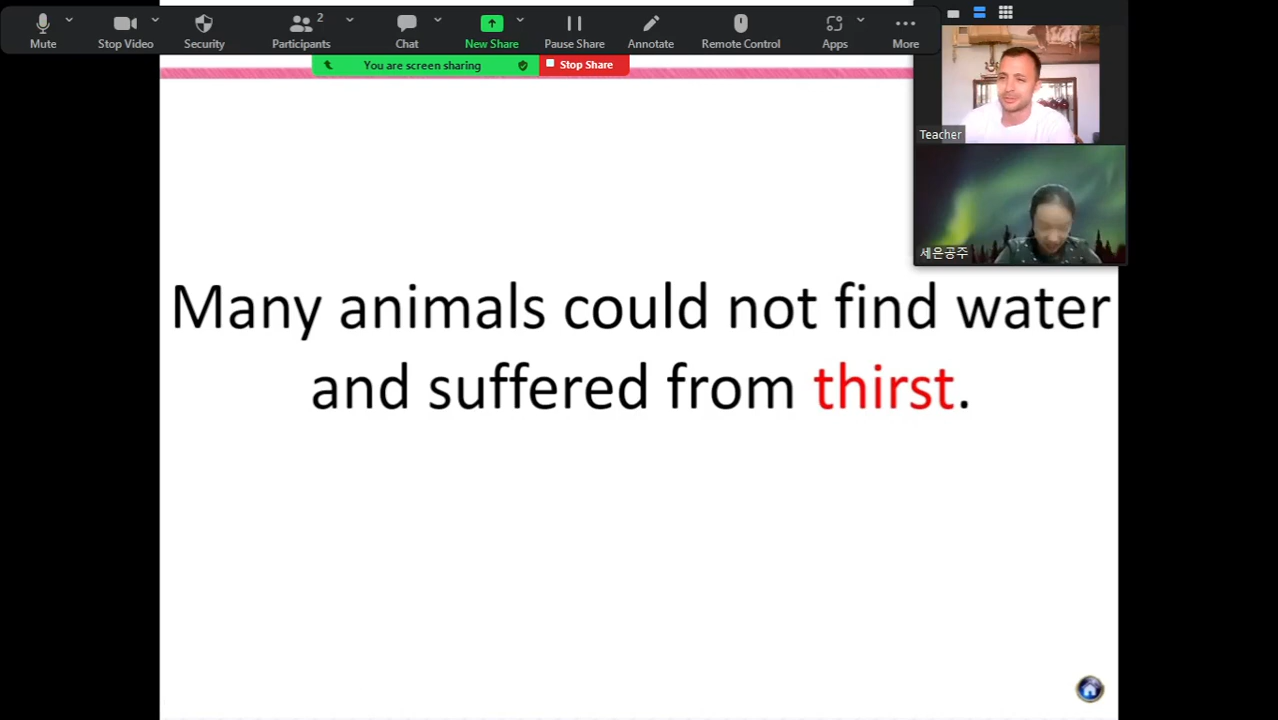 Mute
Stop Video
Security
2
Participants
Chat
New Share
Pause Share
Annotate
Remote Control
Apps
More
You are screen sharing
Stop Share
Teacher
세은공주
Many animals could not find water
and suffered from thirst.